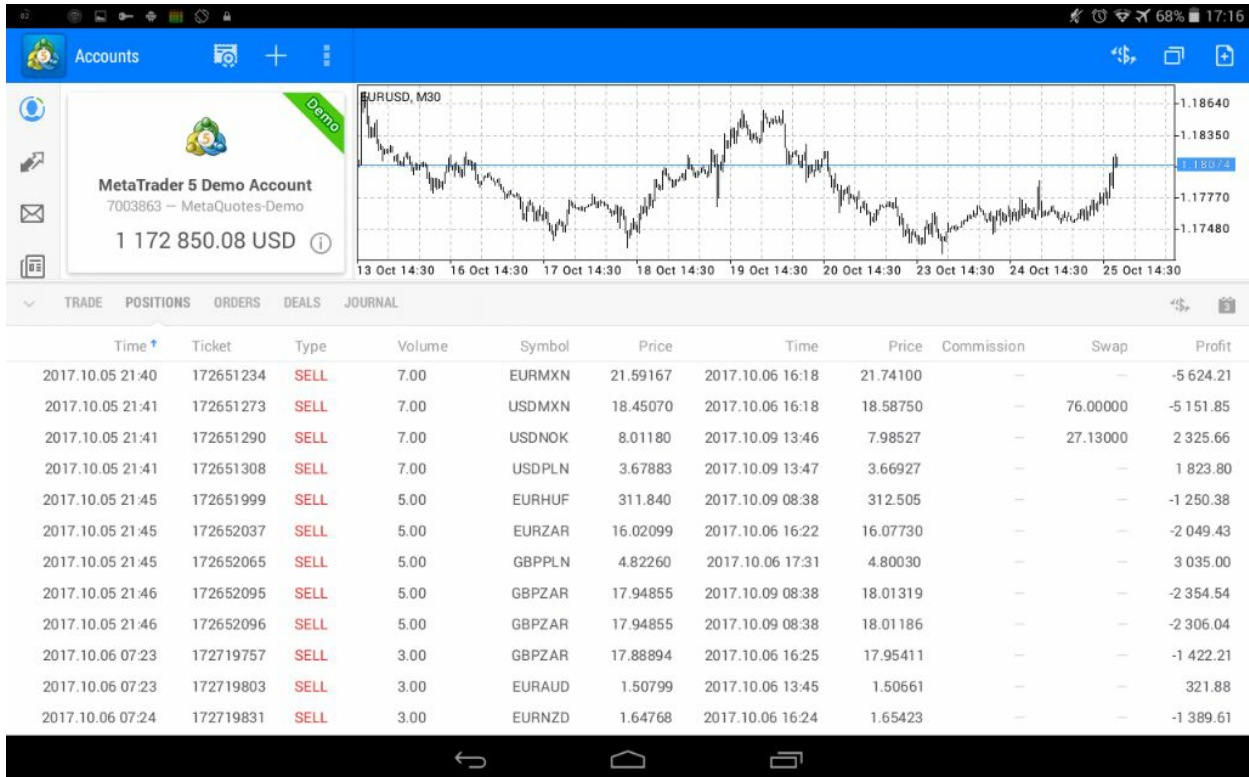 68% 17:16
Accounts
EURUSD, M30
Demo
5
MetaTrader 5 Demo Account
7003863 — MetaQuotes-Demo
1 172 850.08 USD
1.18640
1.18350
1.18074
1.17770
1.17480
13 Oct 14:30 16 Oct 14:30 17 Oct 14:30 18 Oct 14:30 19 Oct 14:30 20 Oct 14:30 23 Oct 14:30 24 Oct 14:30 25 Oct 14:30
TRADE POSITIONS ORDERS DEALS JOURNAL
Time Ticket Type Volume Symbol Price Time Price Commission Swap Profit
2017.10.05 21:40 172651234 SELL 7.00 EURMXN 21.59167 2017.10.06 16:18 21.74100 — — -5 624.21
2017.10.05 21:41 172651273 SELL 7.00 USDMXN 18.45070 2017.10.06 16:18 18.58750 — 76.00000 -5 151.85
2017.10.05 21:41 172651290 SELL 7.00 USDNOK 8.01180 2017.10.09 13:46 7.98527 — 27.13000 2 325.66
2017.10.05 21:41 172651308 SELL 7.00 USDPLN 3.67883 2017.10.09 13:47 3.66927 — — 1 823.80
2017.10.05 21:45 172651999 SELL 5.00 EURHUF 311.840 2017.10.09 08:38 312.505 — — -1 250.38
2017.10.05 21:45 172652037 SELL 5.00 EURZAR 16.02099 2017.10.06 16:22 16.07730 — — -2 049.43
2017.10.05 21:45 172652065 SELL 5.00 GBPPLN 4.82260 2017.10.06 17:31 4.80030 — — 3 035.00
2017.10.05 21:46 172652095 SELL 5.00 GBPZAR 17.94855 2017.10.09 08:38 18.01319 — — -2 354.54
2017.10.05 21:46 172652096 SELL 5.00 GBPZAR 17.94855 2017.10.09 08:38 18.01186 — — -2 306.04
2017.10.06 07:23 172719757 SELL 3.00 GBPZAR 17.88894 2017.10.06 16:25 17.95411 — — -1 422.21
2017.10.06 07:23 172719803 SELL 3.00 EURAUD 1.50799 2017.10.06 13:45 1.50661 — — 321.88
2017.10.06 07:24 172719831 SELL 3.00 EURNZD 1.64768 2017.10.06 16:24 1.65423 — — -1 389.61